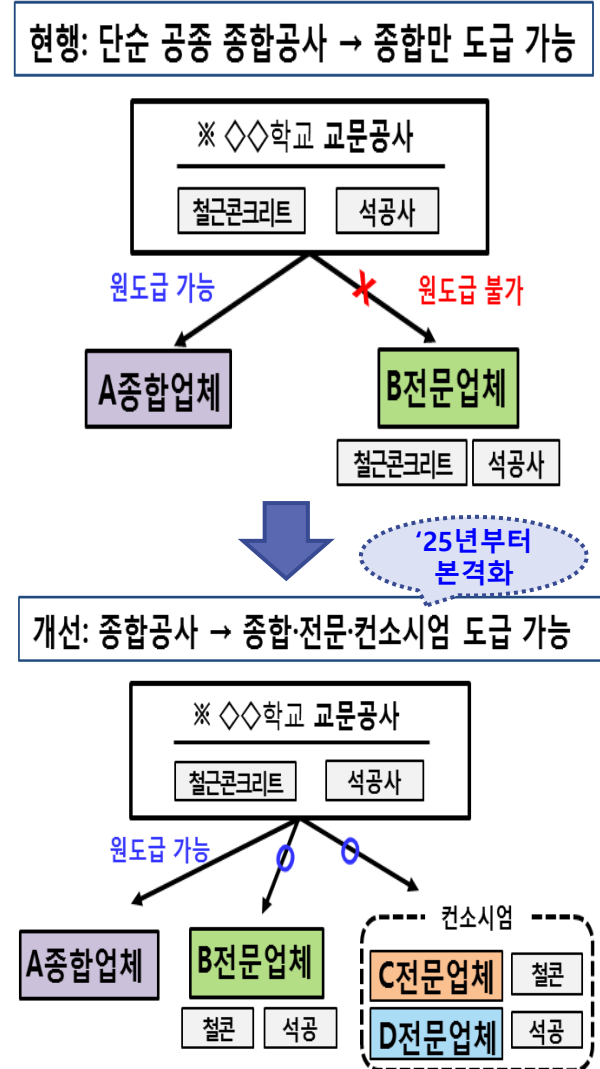 현행: 단순 공종 종합공사 → 종합만 도급 가능
※ ◇◇학교 교문공사
철근콘크리트 석공사
원도급 가능 원도급 불가
A종합업체 B전문업체
철근콘크리트 석공사
‘25년부터
본격화
개선: 종합공사 → 종합·전문·컨소시엄 도급 가능
※ ◇◇학교 교문공사
철근콘크리트 석공사
원도급 가능
컨소시엄
A종합업체 B전문업체 C전문업체 철콘
철콘 석공 D전문업체 석공